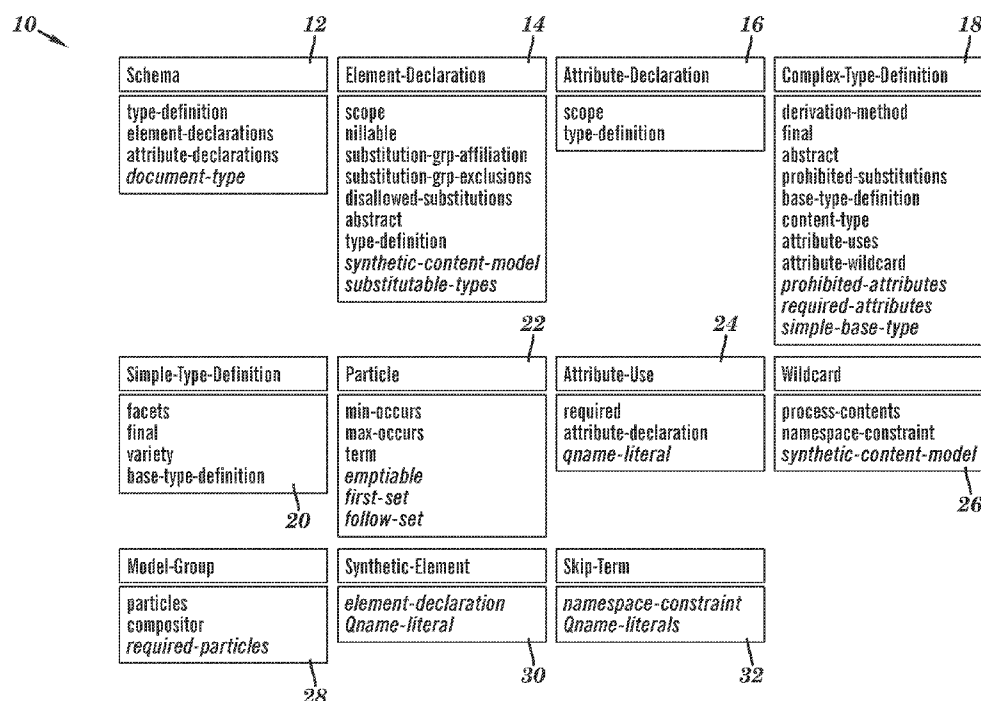 10
12
14
16
18
Schema
type-definition
element-declarations
attribute-declarations
document-type
Element-Declaration
scope
nillable
substitution-grp-affiliation
substitution-grp-exclusions
disallowed-substitutions
abstract
type-definition
synthetic-content-model
substitutable-types
Attribute-Declaration
scope
type-definition
Complex-Type-Definition
derivation-method
final
abstract
prohibited-substitutions
base-type-definition
content-type
attribute-uses
attribute-wildcard
prohibited-attributes
required-attributes
simple-base-type
22
24
Simple-Type-Definition
facets
final
variety
base-type-definition
20
Particle
min-occurs
max-occurs
term
emptiable
first-set
follow-set
Attribute-Use
required
attribute-declaration
qname-literal
Wildcard
process-contents
namespace-constraint
synthetic-content-model
26
Model-Group
particles
compositor
required-particles
28
Synthetic-Element
element-declaration
Qname-literal
30
Skip-Term
namespace-constraint
Qname-literals
32